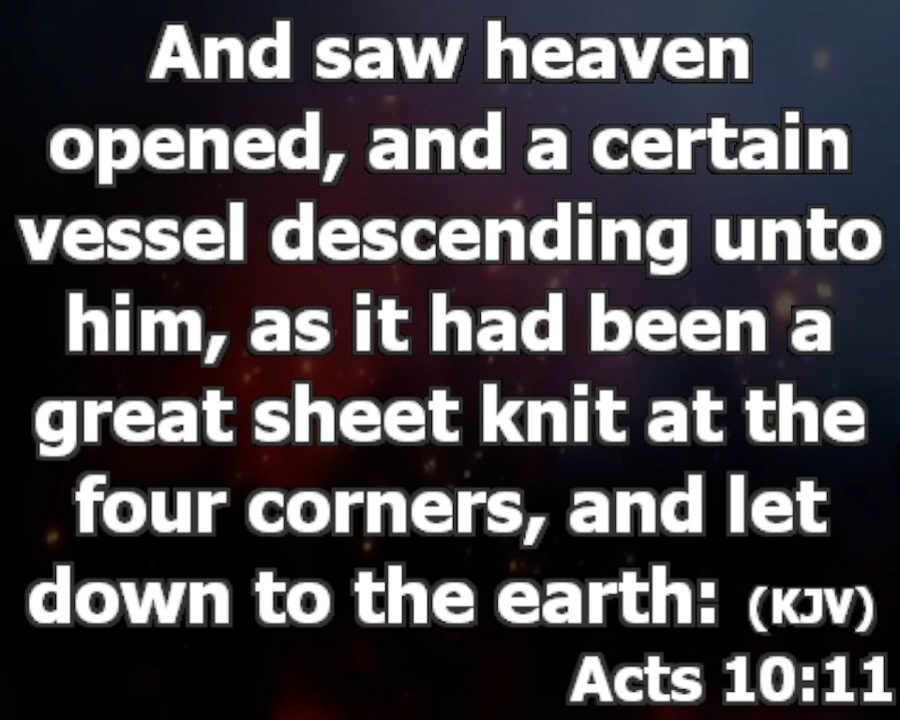 And saw heaven
opened, and a certain
vessel descending unto
him, as it had been a
great sheet knit at the
four corners, and let
down to the earth: (KJV)
Acts 10:11